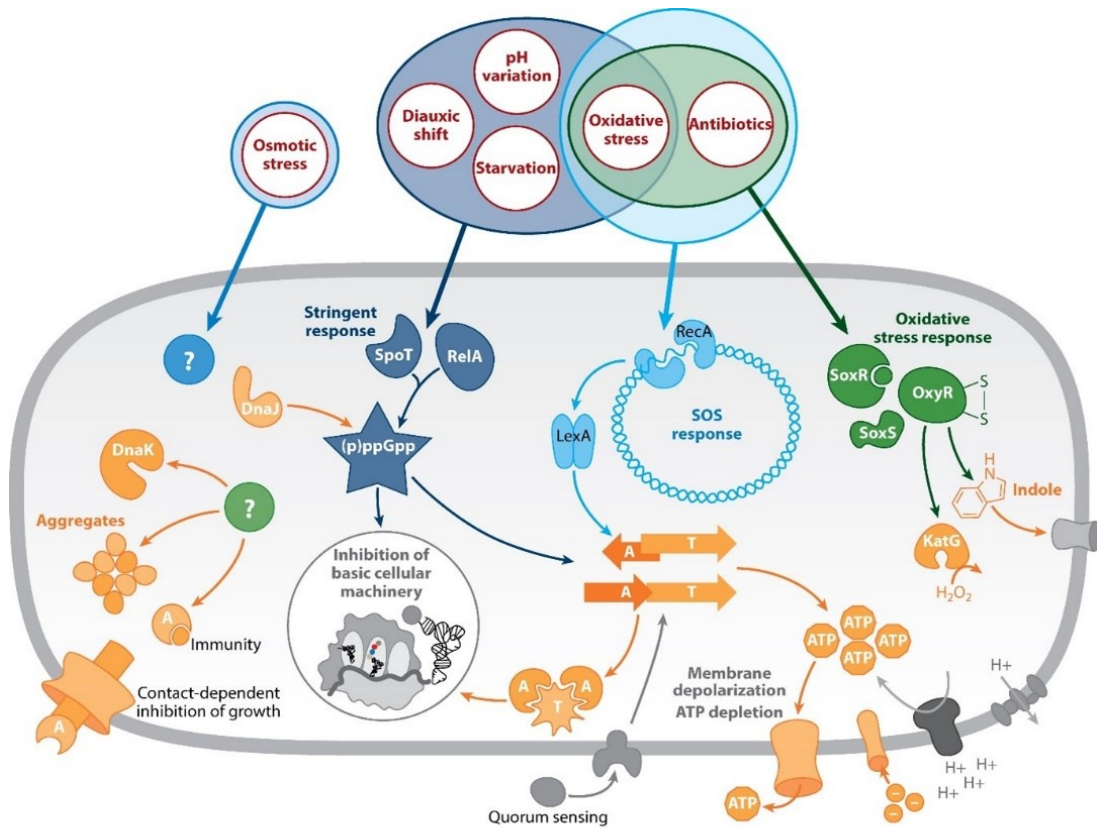 pH
variation
Diauxic
shift
Oxidative
stress
Antibiotics
Osmotic
stress
Starvation
Stringent
response
SpoT
RelA
RecA
Oxidative
stress response
SoxR
OxyR
S
S
SoxS
?
DnaJ
(p)ppGpp
LexA
SOS
response
DnaK
?
Aggregates
H
N
Indole
KatG
H2O2
Inhibition of
basic cellular
machinery
A
T
A
T
A
Immunity
ATP
ATP
ATP
ATP
Contact-dependent
inhibition of growth
A
A
A
T
Membrane
depolarization
ATP depletion
H+
H+
H+
H+
H+
H+
H+
ATP
−
−
−
Quorum sensing